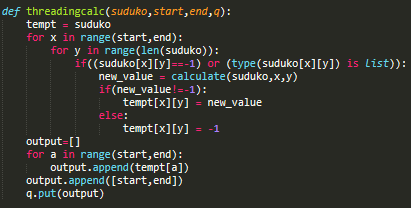 def threadingcalc(suduko,start,end,q):
    tempt = suduko
    for x in range(start,end):
        for y in range(len(suduko)):
            if((suduko[x][y]==-1) or (type(suduko[x][y]) is List)):
                new_value = calculate(suduko,x,y)
                if(new_value!=-1):
                    tempt[x][y] = new_value
                else:
                    tempt[x][y] = -1
    output=[]
    for a in range(start,end):
        output.append(tempt[a])
    output.append([start,end])
    q.put(output)